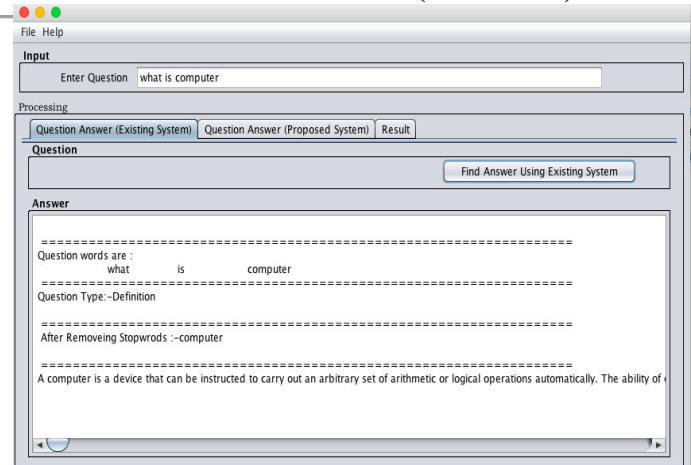 File Help
Input
Enter Question what is computer
Processing
Question Answer (Existing System) Question Answer (Proposed System) Result
Question
Find Answer Using Existing System
Answer
===================================================================
Question words are :
what is computer
===================================================================
Question Type:-Definition
===================================================================
After Removeing Stopwrods :-computer
===================================================================
A computer is a device that can be instructed to carry out an arbitrary set of arithmetic or logical operations automatically. The ability of